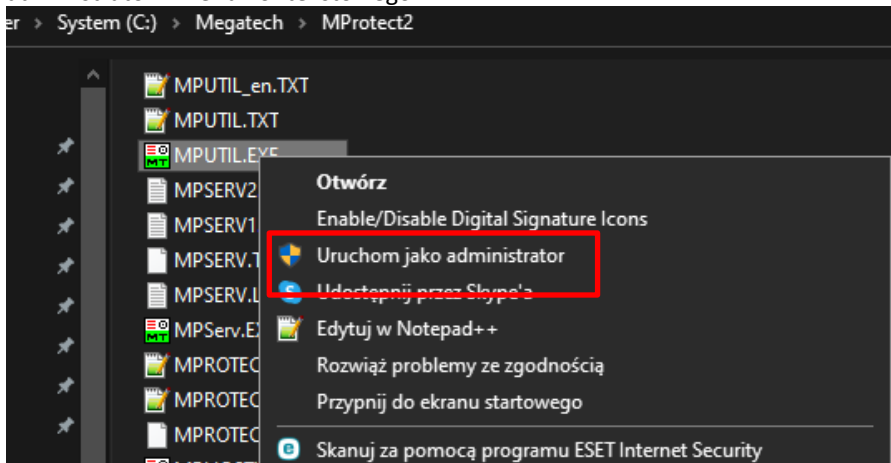 er › System (C:) › Megatech › MProtect2
MPUTIL_en.TXT
MPUTIL.TXT
MPUTIL.EXE
MPSERV2
MPSERV1
MPSERV.T
MPSERV.L
MPServ.E
MPROTEC
MPROTEC
MPROTEC
Otwórz
Enable/Disable Digital Signature Icons
Uruchom jako administrator
Udostępnij przez Skype'a
Edytuj w Notepad++
Rozwiąż problemy ze zgodnością
Przypnij do ekranu startowego
Skanuj za pomocą programu ESET Internet Security